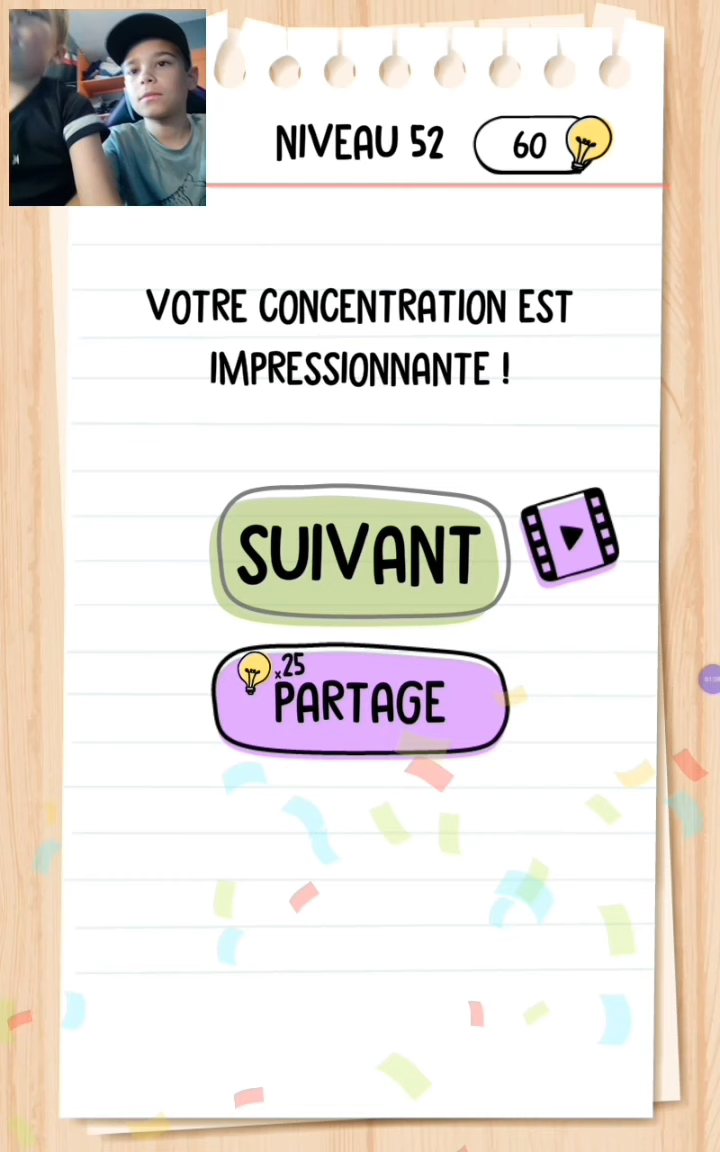 NIVEAU 52
60
VOTRE CONCENTRATION EST
IMPRESSIONNANTE !
SUIVANT
x25
PARTAGE